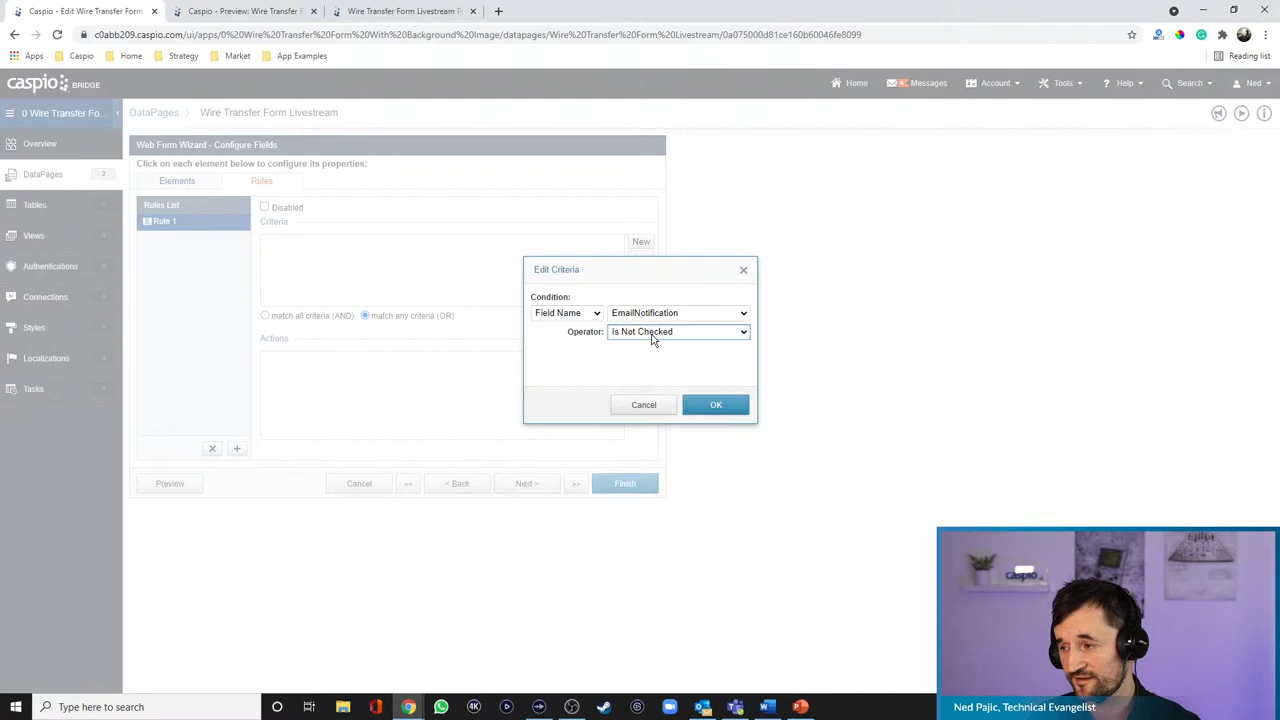 Caspio - Edit Wire Transfer Form
Caspio - Preview: Wire Transfer F
Wire Transfer Form Livestream P
c0abb209.caspio.com/ui/apps/0%20Wire%20Transfer%20Form%20With%20Background%20Image/datapages/Wire%20Transfer%20Form%20Livestream/0a075000d81ce160b60046fe8099
Apps
Caspio
Home
Strategy
Market
App Examples
Reading list
caspio BRIDGE
Home
Messages
Account
Tools
Help
Search
Ned
0 Wire Transfer Fo...
DataPages
Wire Transfer Form Livestream
Overview
DataPages
2
Tables
Views
Authentications
Connections
Styles
Localizations
Tasks
Web Form Wizard - Configure Fields
Click on each element below to configure its properties:
Elements
Rules
Rules List
Rule 1
Disabled
Criteria
New
match all criteria (AND)
match any criteria (OR)
Actions
Preview
Cancel
<<
< Back
Next >
>>
Finish
Edit Criteria
Condition:
Field Name
EmailNotification
Operator:
Is Not Checked
Cancel
OK
caspio
Ned Pajic, Technical Evangelist
Type here to search